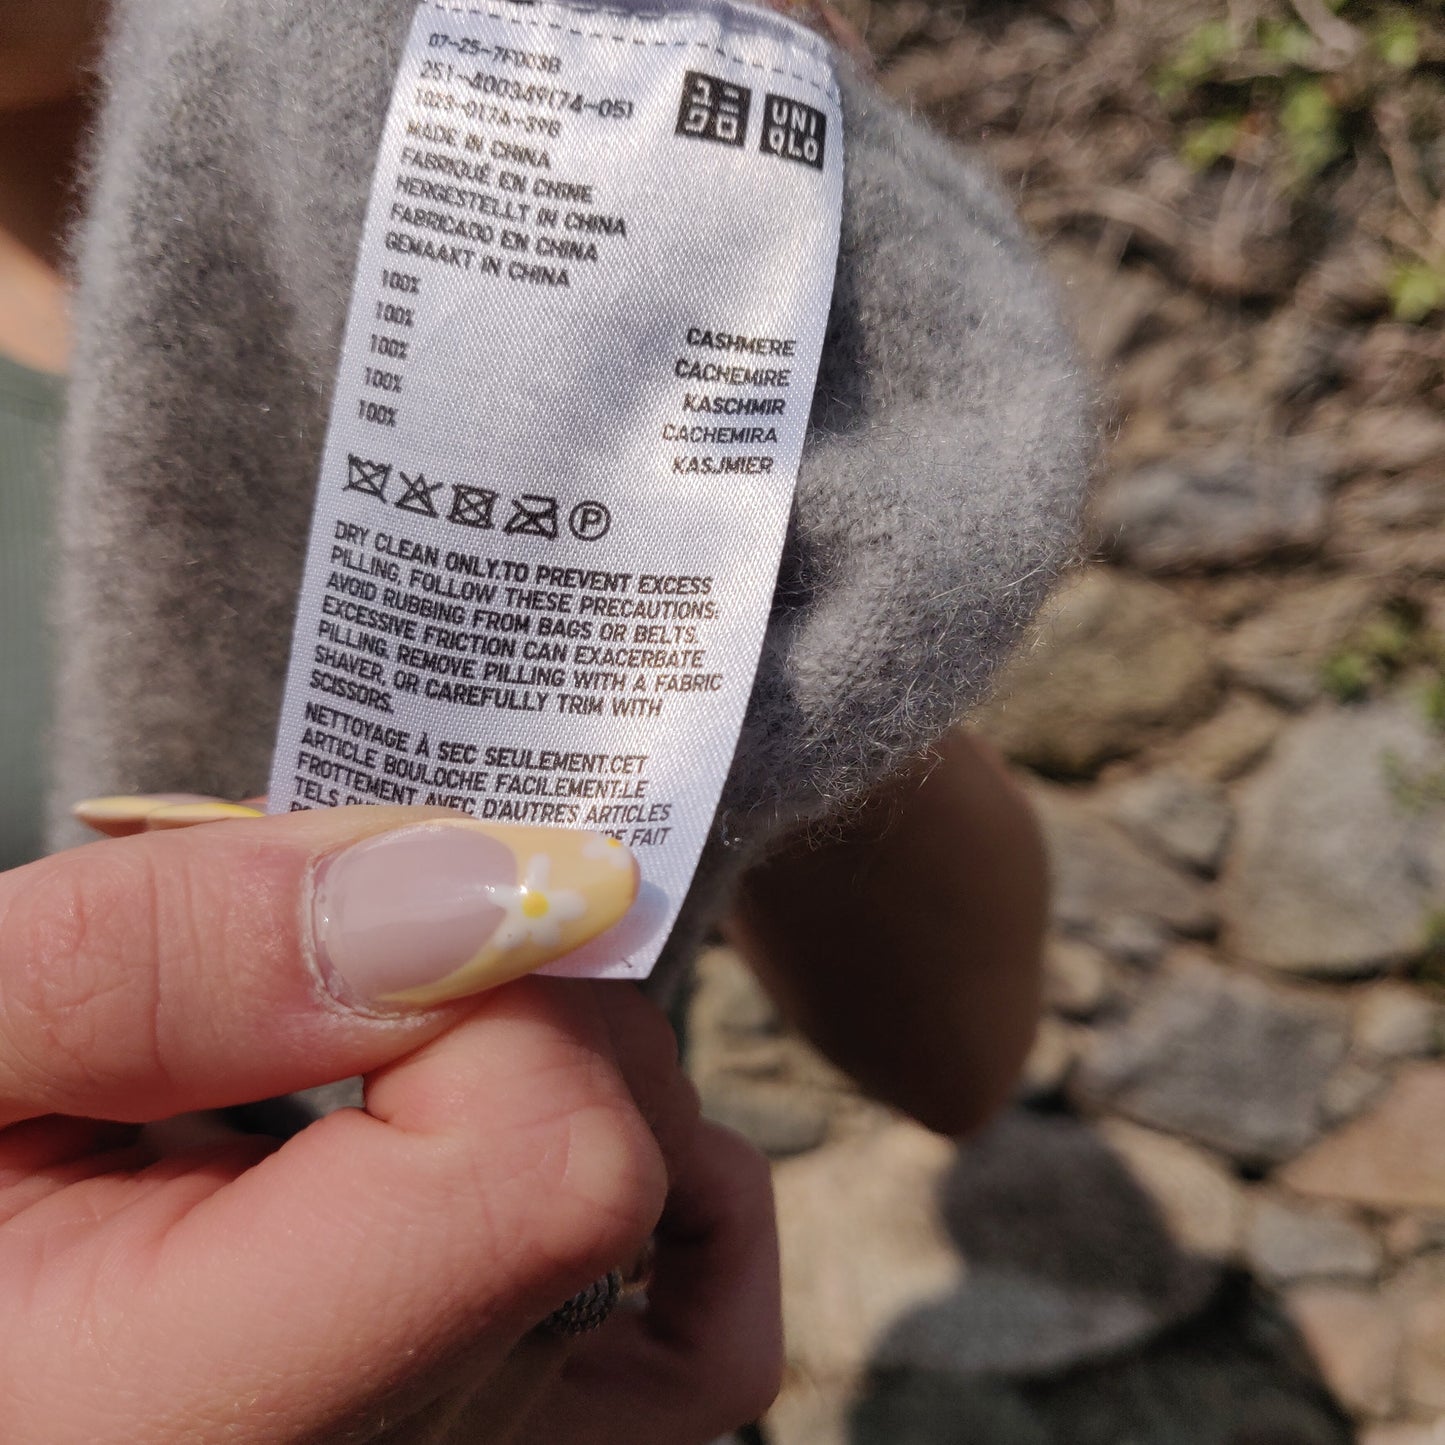 07-25-7F003B
251-400349(74-05)
1023-017A-39B
ユニ
クロ
UNI
QLO
MADE IN CHINA
FABRIQUÉ EN CHINE
HERGESTELLT IN CHINA
FABRICADO EN CHINA
GEMAAKT IN CHINA
100% CASHMERE
100% CACHEMIRE
100% KASCHMIR
100% CACHEMIRA
100% KASJMIER
P
DRY CLEAN ONLY.TO PREVENT EXCESS
PILLING, FOLLOW THESE PRECAUTIONS:
AVOID RUBBING FROM BAGS OR BELTS.
EXCESSIVE FRICTION CAN EXACERBATE
PILLING. REMOVE PILLING WITH A FABRIC
SHAVER, OR CAREFULLY TRIM WITH
SCISSORS.
NETTOYAGE À SEC SEULEMENT.CET
ARTICLE BOULOCHE FACILEMENT.LE
FROTTEMENT AVEC D'AUTRES ARTICLES
TELS
FAIT